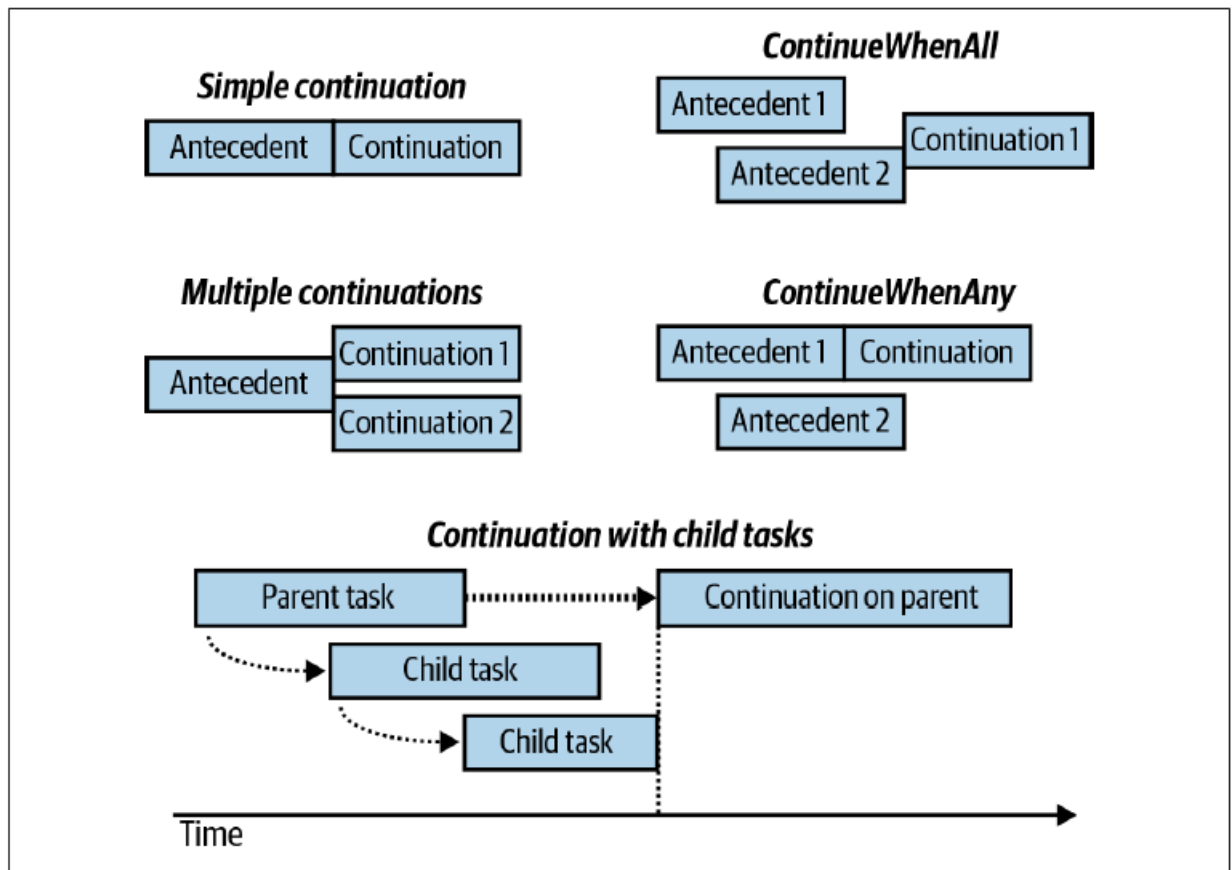 Simple continuation
Antecedent
Continuation
ContinueWhenAll
Antecedent 1
Continuation 1
Antecedent 2
Multiple continuations
Antecedent
Continuation 1
Continuation 2
ContinueWhenAny
Antecedent 1
Continuation
Antecedent 2
Continuation with child tasks
Parent task
Continuation on parent
Child task
Child task
Time